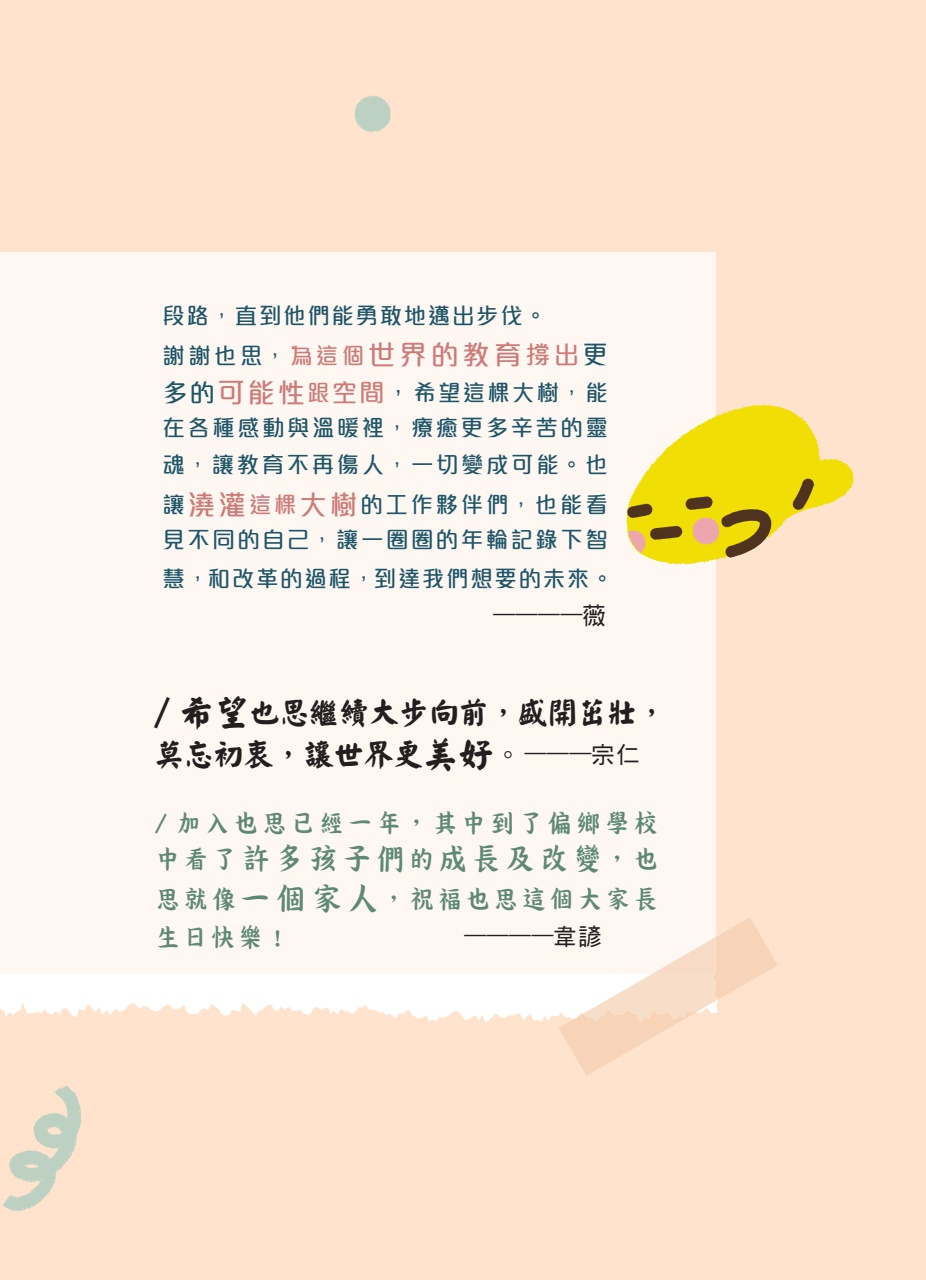 段路，直到他們能勇敢地邁出步伐。
謝謝也思，為這個世界的教育撐出更
多的可能性跟空間，希望這棵大樹，能
在各種感動與溫暖裡，療癒更多辛苦的靈
魂，讓教育不再傷人，一切變成可能。也
讓澆灌這棵大樹的工作夥伴們，也能看
見不同的自己，讓一圈圈的年輪記錄下智
慧，和改革的過程，到達我們想要的未來。
————薇
/ 希望也思繼續大步向前，盛開茁壯，
莫忘初衷，讓世界更美好。———宗仁
/ 加入也思已經一年，其中到了偏鄉學校
中看了許多孩子們的成長及改變，也
思就像一個家人，祝福也思這個大家長
生日快樂！ ————韋諺